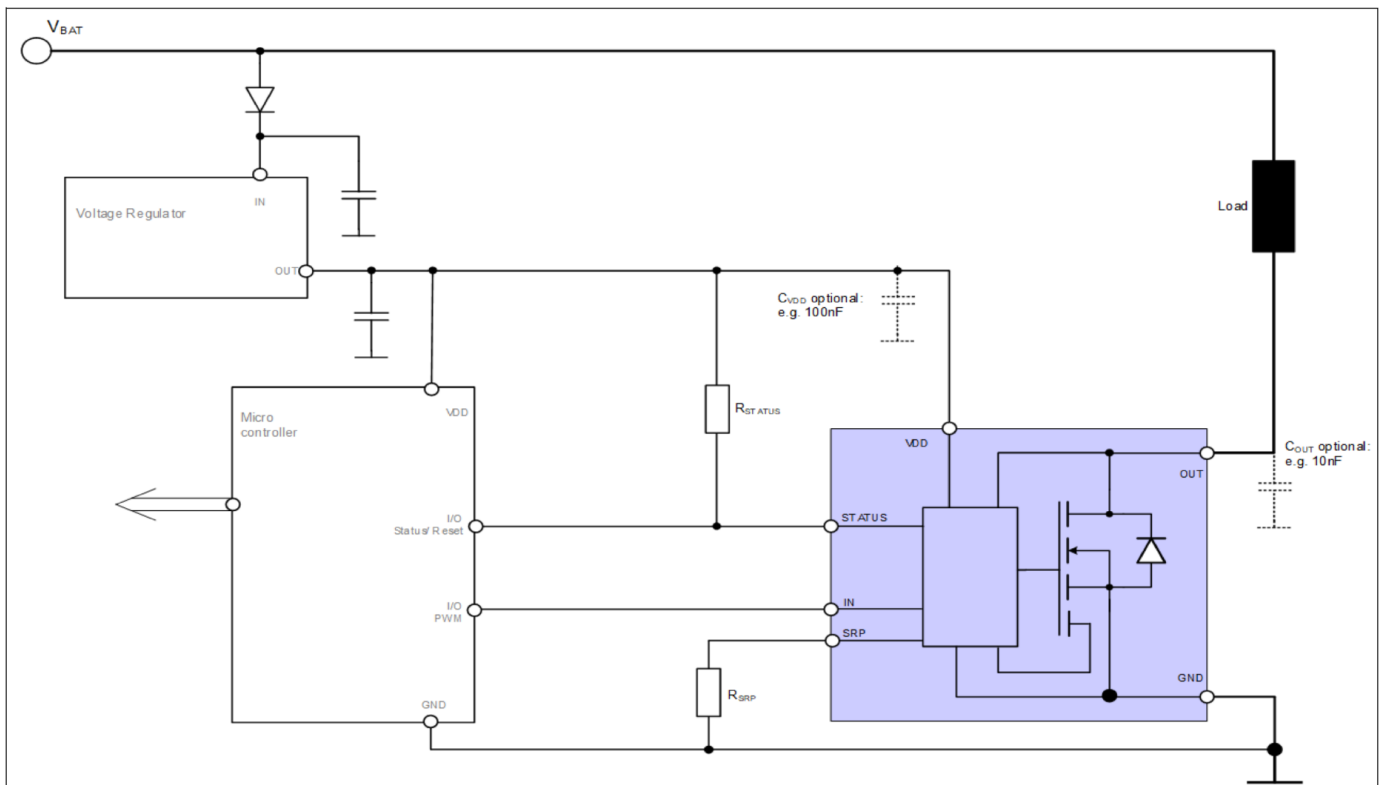 VBAT
IN
Voltage Regulator
OUT
Load
CVDD optional:
e.g. 100nF
VDD
Micro
controller
RSTATUS
VDD
OUT
COUT optional:
e.g. 10nF
I/O
Status/ Reset
STATUS
I/O
PWM
IN
SRP
RSRP
GND
GND